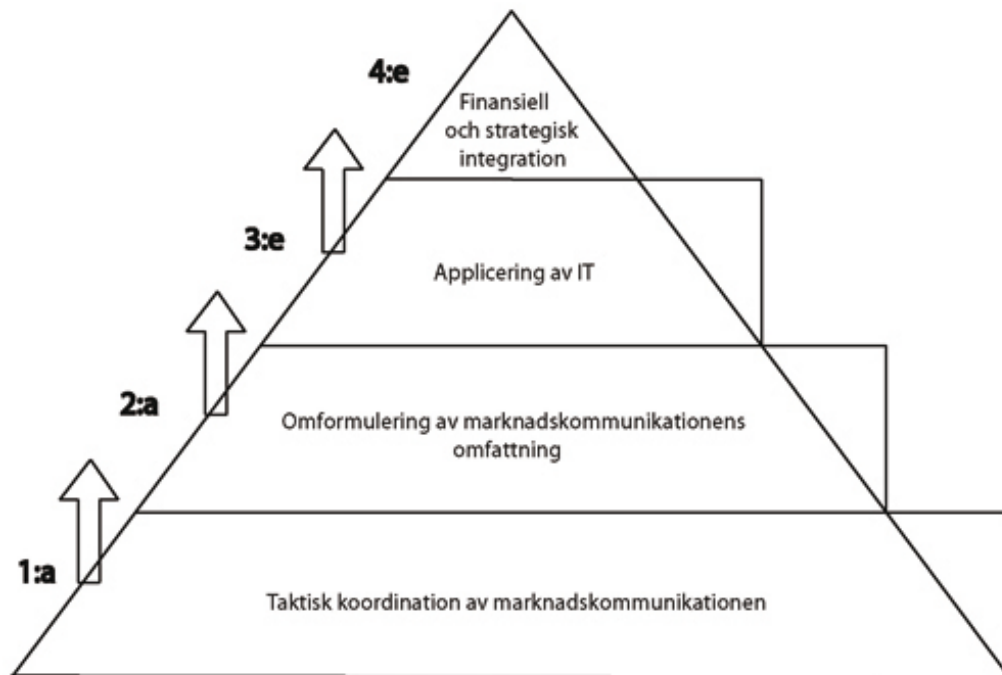 4:e
Finansiell
och strategisk
integration
3:e
Applicering av IT
2:a
Omformulering av marknadskommunikationens
omfattning
1:a
Taktisk koordination av marknadskommunikationen